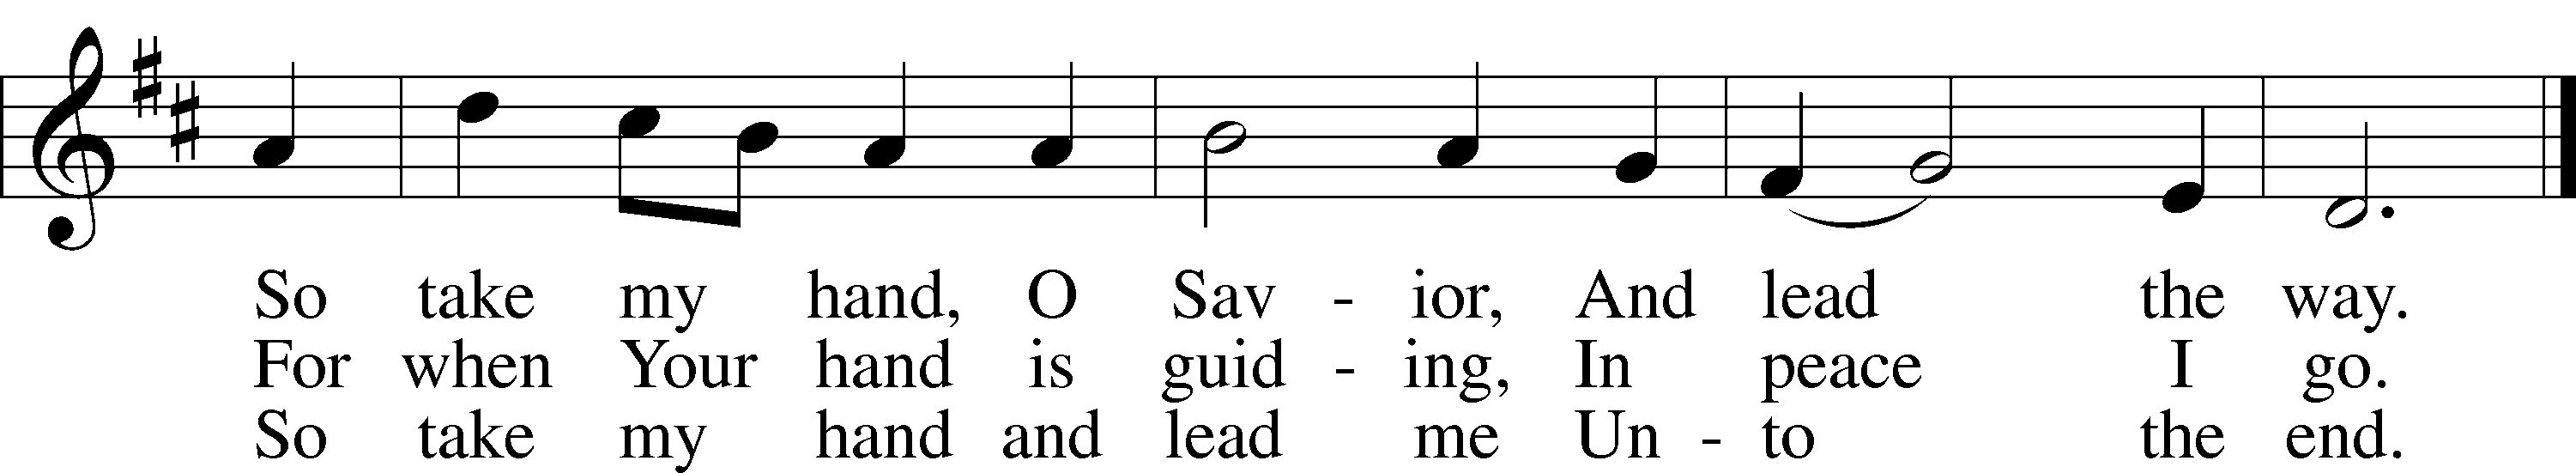 So take my hand, O Sav - ior, And lead the way.
For when Your hand is guid - ing, In peace I go.
So take my hand and lead me Un - to the end.